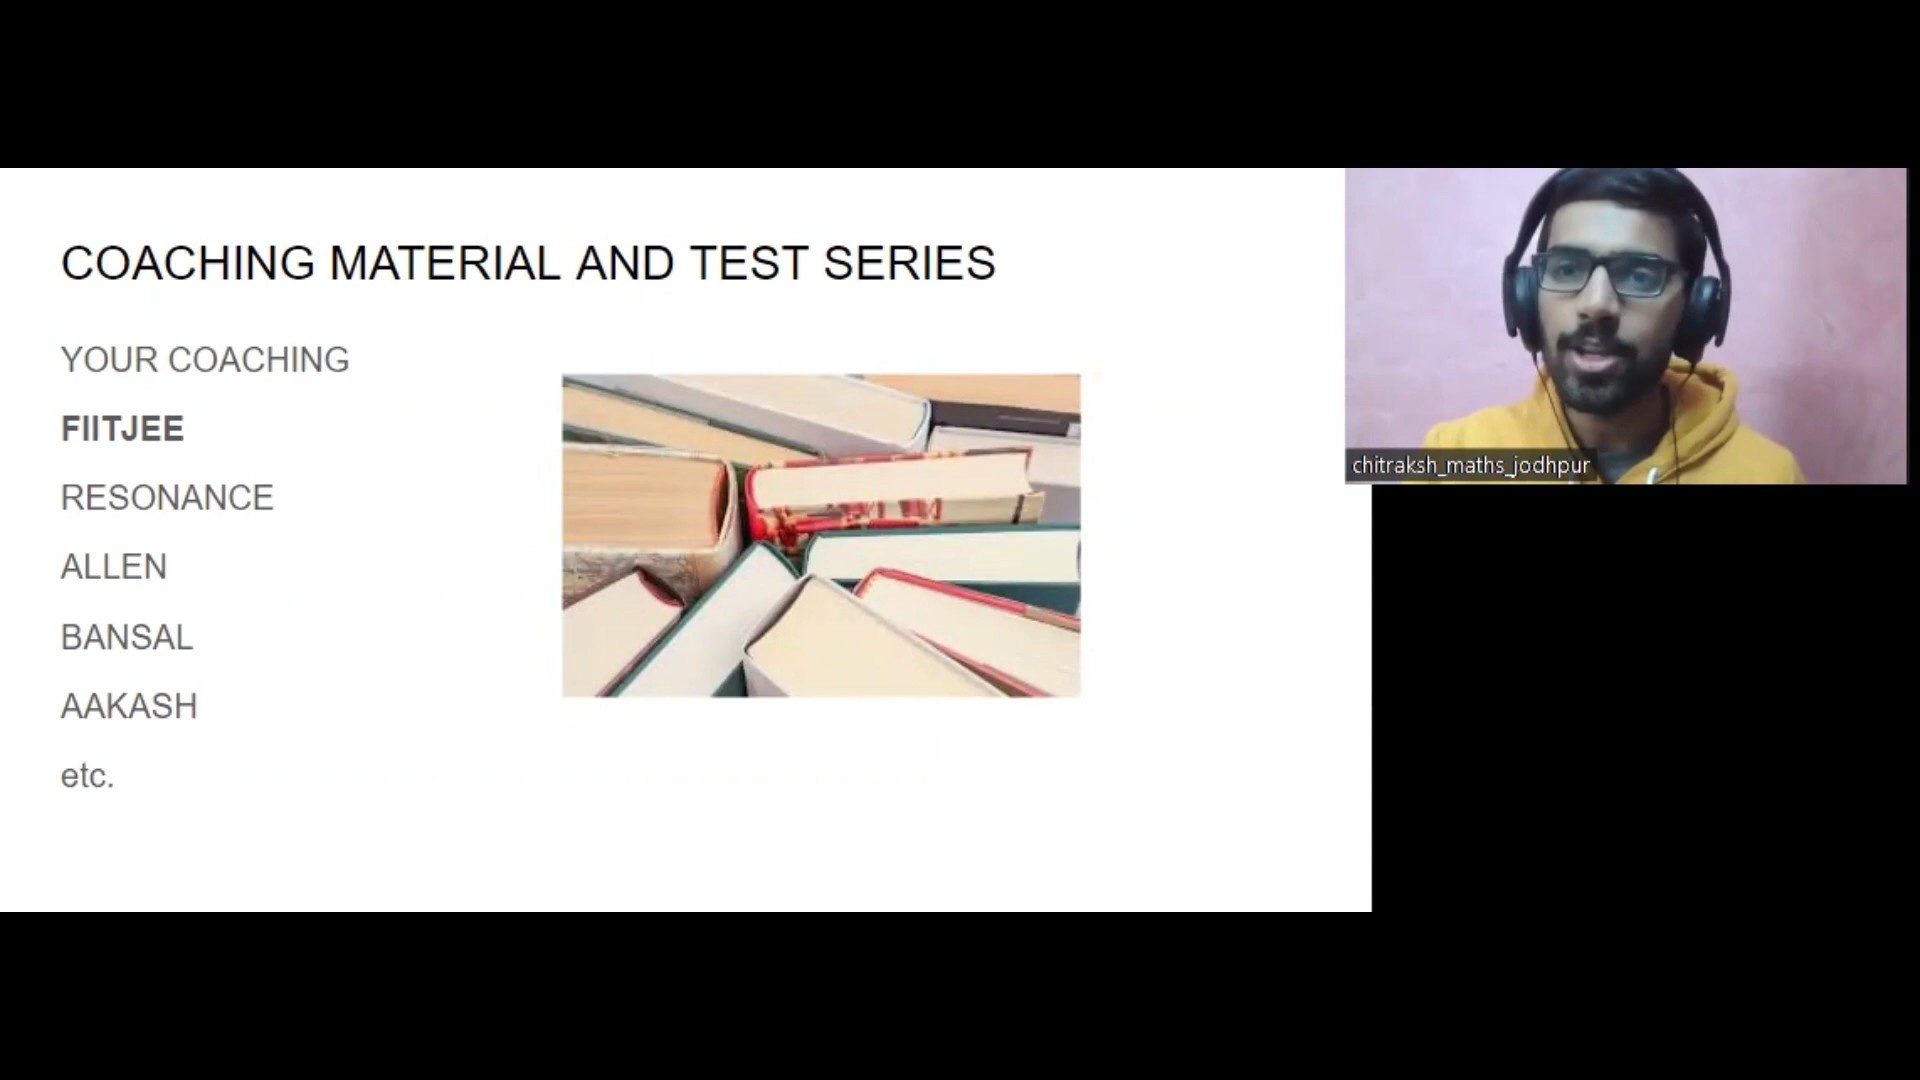 COACHING MATERIAL AND TEST SERIES
YOUR COACHING
FIITJEE
RESONANCE
ALLEN
BANSAL
AAKASH
etc.
chitraksh_maths_jodhpur